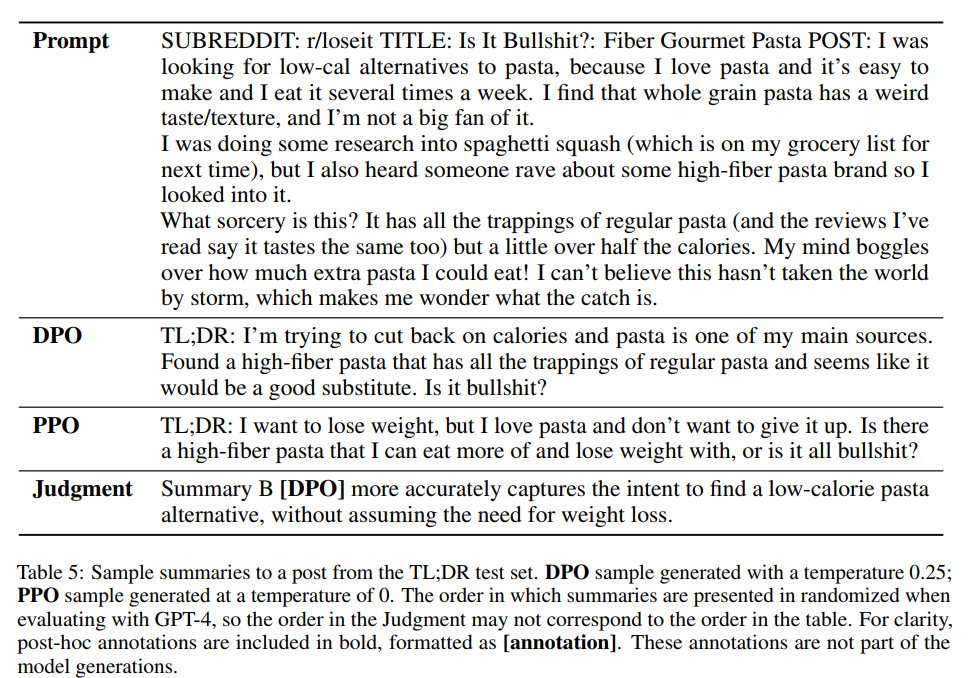 Prompt SUBREDDIT: r/loseit TITLE: Is It Bullshit?: Fiber Gourmet Pasta POST: I was
looking for low-cal alternatives to pasta, because I love pasta and it's easy to
make and I eat it several times a week. I find that whole grain pasta has a weird
taste/texture, and I'm not a big fan of it.
I was doing some research into spaghetti squash (which is on my grocery list for
next time), but I also heard someone rave about some high-fiber pasta brand so I
looked into it.
What sorcery is this? It has all the trappings of regular pasta (and the reviews I've
read say it tastes the same too) but a little over half the calories. My mind boggles
over how much extra pasta I could eat! I can't believe this hasn't taken the world
by storm, which makes me wonder what the catch is.
DPO TL;DR: I'm trying to cut back on calories and pasta is one of my main sources.
Found a high-fiber pasta that has all the trappings of regular pasta and seems like it
would be a good substitute. Is it bullshit?
PPO TL;DR: I want to lose weight, but I love pasta and don't want to give it up. Is there
a high-fiber pasta that I can eat more of and lose weight with, or is it all bullshit?
Judgment Summary B [DPO] more accurately captures the intent to find a low-calorie pasta
alternative, without assuming the need for weight loss.
Table 5: Sample summaries to a post from the TL;DR test set. DPO sample generated with a temperature 0.25;
PPO sample generated at a temperature of 0. The order in which summaries are presented in randomized when
evaluating with GPT-4, so the order in the Judgment may not correspond to the order in the table. For clarity,
post-hoc annotations are included in bold, formatted as [annotation]. These annotations are not part of the
model generations.